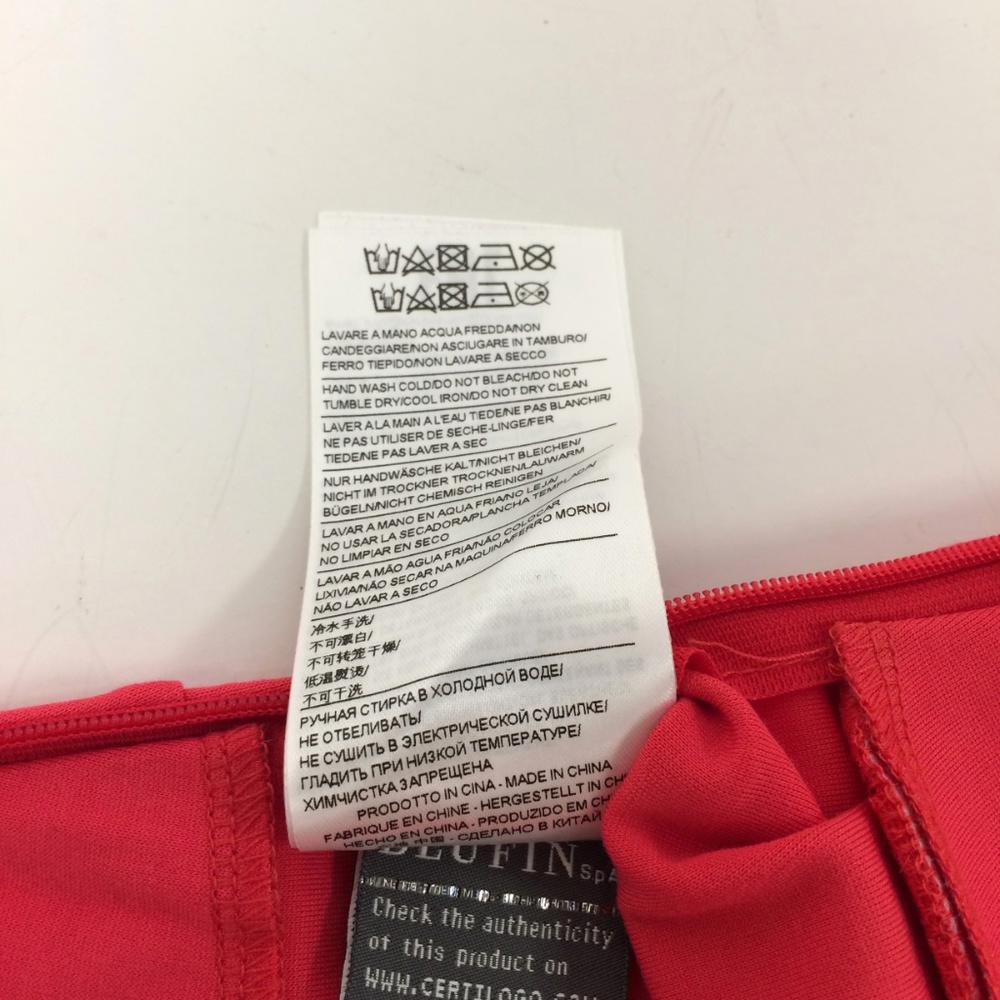 LAVARE A MANO ACQUA FREDDA/NON
CANDEGGIARE/NON ASCIUGARE IN TAMBURO/
FERRO TIEPIDO/NON LAVARE A SECCO
HAND WASH COLD/DO NOT BLEACH/DO NOT
TUMBLE DRY/COOL IRON/DO NOT DRY CLEAN
LAVER A LA MAIN A L'EAU TIEDE/NE PAS BLANCHIR/
NE PAS UTILISER DE SECHE-LINGE/FER
TIEDE/NE PAS LAVER A SEC
NUR HANDWÄSCHE KALT/NICHT BLEICHEN/
NICHT IM TROCKNER TROCKNEN/LAUWARM
BÜGELN/NICHT CHEMISCH REINIGEN
LAVAR A MANO EN AQUA FRIA/NO LEJIA/
NO USAR LA SECADORA/PLANCHA TEMPLADA/
NO LIMPIAR EN SECO
LAVAR A MÃO AGUA FRIA/NÃO COLOCAR
LIXIVIA/NÃO SECAR NA MAQUINA/FERRO MORNO/
NÃO LAVAR A SECO
冷水手洗/
不可漂白/
不可转笼干燥/
低温熨烫/
不可干洗
РУЧНАЯ СТИРКА В ХОЛОДНОЙ ВОДЕ/
НЕ ОТБЕЛИВАТЬ/
НЕ СУШИТЬ В ЭЛЕКТРИЧЕСКОЙ СУШИЛКЕ/
ГЛАДИТЬ ПРИ НИЗКОЙ ТЕМПЕРАТУРЕ/
ХИМЧИСТКА ЗАПРЕЩЕНА
PRODOTTO IN CINA - MADE IN CHINA
FABRIQUE EN CHINE - HERGESTELLT IN CH
HECHO EN CHINA - PRODUZIDO EM CH
中国 - СДЕЛАНО В КИТАЙ
BLUFIN SpA
Check the authenticity
of this product on
WWW.CERTILOGO.COM